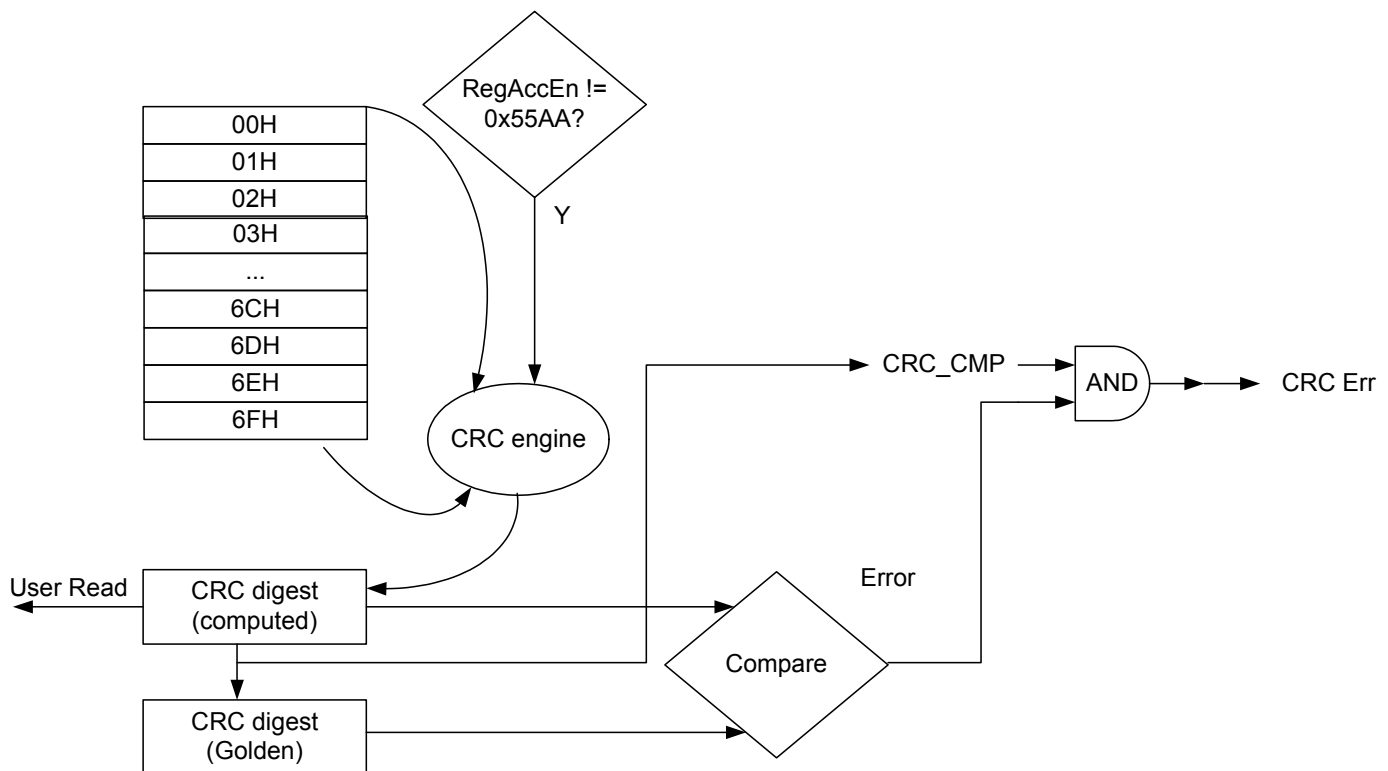 RegAccEn !=
0x55AA?
Y
00H
01H
02H
03H
...
6CH
6DH
6EH
6FH
CRC engine
CRC_CMP
AND
CRC Err
User Read
CRC digest
(computed)
Error
Compare
CRC digest
(Golden)